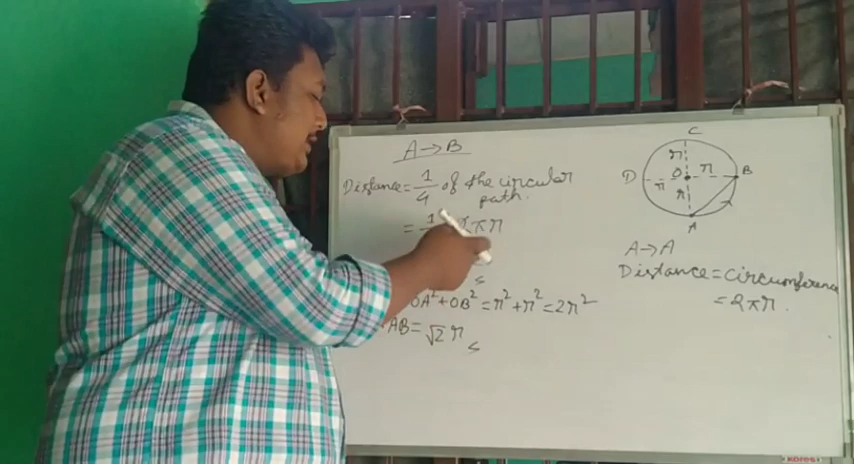 A → B
Distance = 1/4 of the circular path.
= 1 2πr
s
OA² + OB² = r² + r² = 2r²
AB = √2 r
s
C
r
D r O r B
r
A
A → A
Distance = circumference
= 2πr.
kores